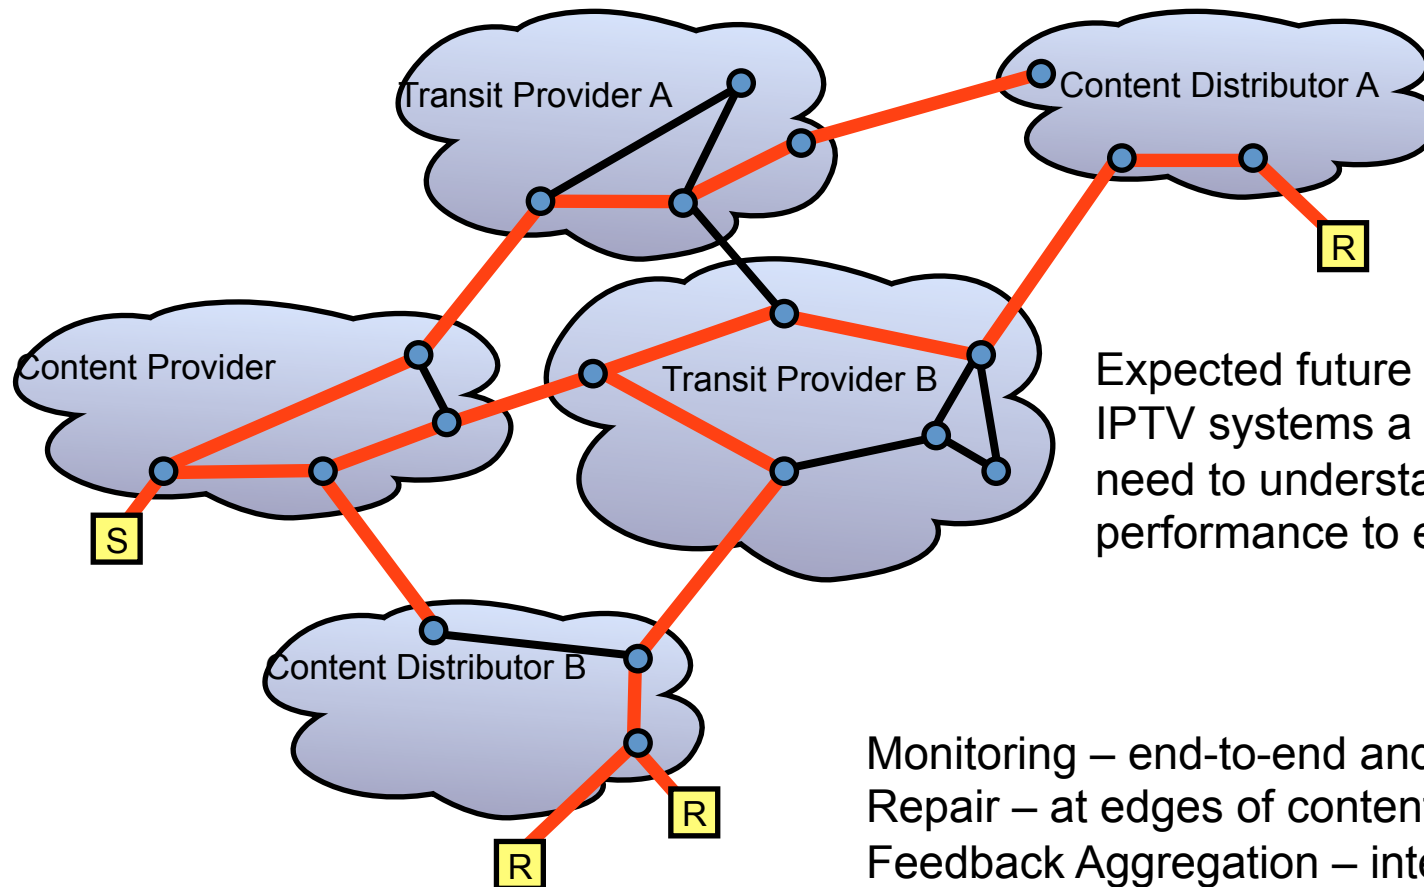 Transit Provider A
Content Distributor A
R
Content Provider
Transit Provider B
Expected future
IPTV systems a
need to understa
performance to e
S
Content Distributor B
Monitoring – end-to-end and
Repair – at edges of content
Feedback Aggregation – inte
R
R